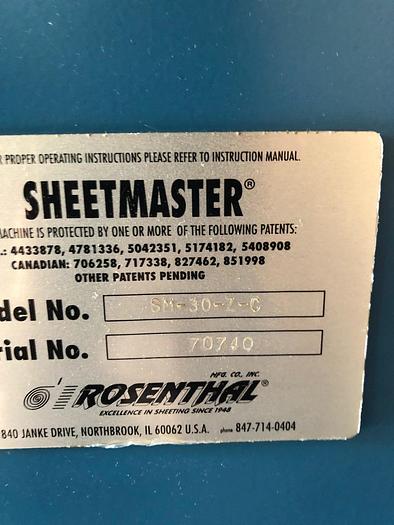 R PROPER OPERATING INSTRUCTIONS PLEASE REFER TO INSTRUCTION MANUAL.
SHEETMASTER®
MACHINE IS PROTECTED BY ONE OR MORE OF THE FOLLOWING PATENTS:
.: 4433878, 4781336, 5042351, 5174182, 5408908
CANADIAN: 706258, 717338, 827462, 851998
OTHER PATENTS PENDING
del No. SM-30-Z-C
rial No. 70740
MFG. CO., INC.
ROSENTHAL®
EXCELLENCE IN SHEETING SINCE 1948
840 JANKE DRIVE, NORTHBROOK, IL 60062 U.S.A. phone 847-714-0404